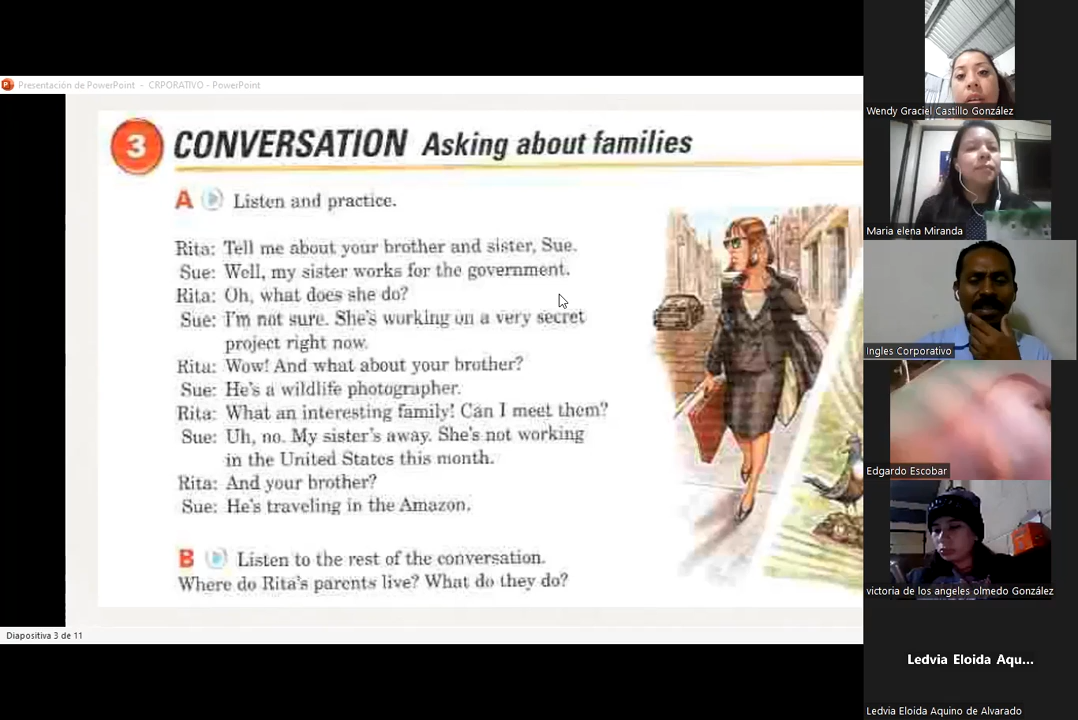 Presentación de PowerPoint - CRPORATIVO - PowerPoint
3 CONVERSATION Asking about families
A Listen and practice.
Rita: Tell me about your brother and sister, Sue.
Sue: Well, my sister works for the government.
Rita: Oh, what does she do?
Sue: I'm not sure. She's working on a very secret
project right now.
Rita: Wow! And what about your brother?
Sue: He's a wildlife photographer.
Rita: What an interesting family! Can I meet them?
Sue: Uh, no. My sister's away. She's not working
in the United States this month.
Rita: And your brother?
Sue: He's traveling in the Amazon.
B Listen to the rest of the conversation.
Where do Rita's parents live? What do they do?
Diapositiva 3 de 11
Wendy Graciel Castillo González
Maria elena Miranda
Ingles Corporativo
Edgardo Escobar
victoria de los angeles olmedo González
Ledvia Eloida Aqu...
Ledvia Eloida Aquino de Alvarado